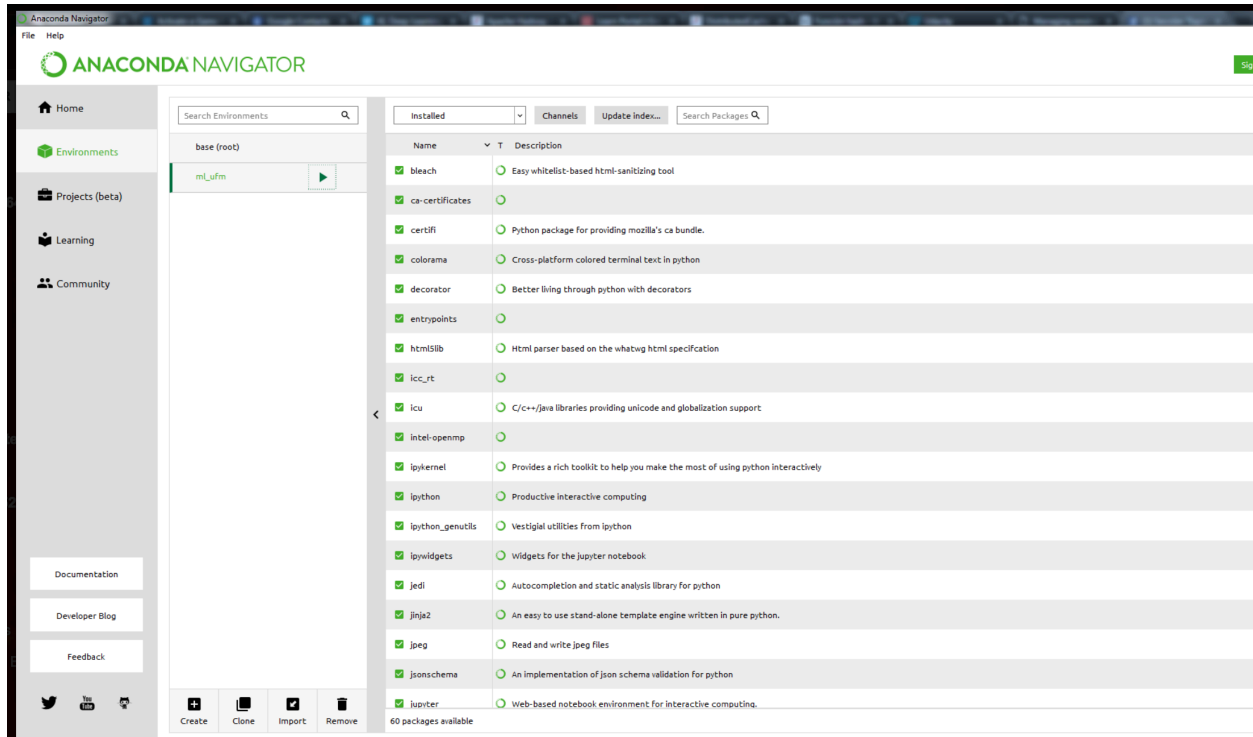 Anaconda Navigator
File Help
ANACONDA NAVIGATOR
Home
Environments
Projects (beta)
Learning
Community
Documentation
Developer Blog
Feedback
You
Tube
Search Environments
base (root)
ml_ufm
Create Clone Import Remove
Installed Channels Update index... Search Packages
Name T Description
bleach Easy whitelist-based html-sanitizing tool
ca-certificates
certifi Python package for providing mozilla's ca bundle.
colorama Cross-platform colored terminal text in python
decorator Better living through python with decorators
entrypoints
html5lib Html parser based on the whatwg html specifcation
icc_rt
icu C/c++/java libraries providing unicode and globalization support
intel-openmp
ipykernel Provides a rich toolkit to help you make the most of using python interactively
ipython Productive interactive computing
ipython_genutils Vestigial utilities from ipython
ipywidgets Widgets for the jupyter notebook
jedi Autocompletion and static analysis library for python
jinja2 An easy to use stand-alone template engine written in pure python.
jpeg Read and write jpeg files
jsonschema An implementation of json schema validation for python
jupyter Web-based notebook environment for interactive computing.
60 packages available
Sig